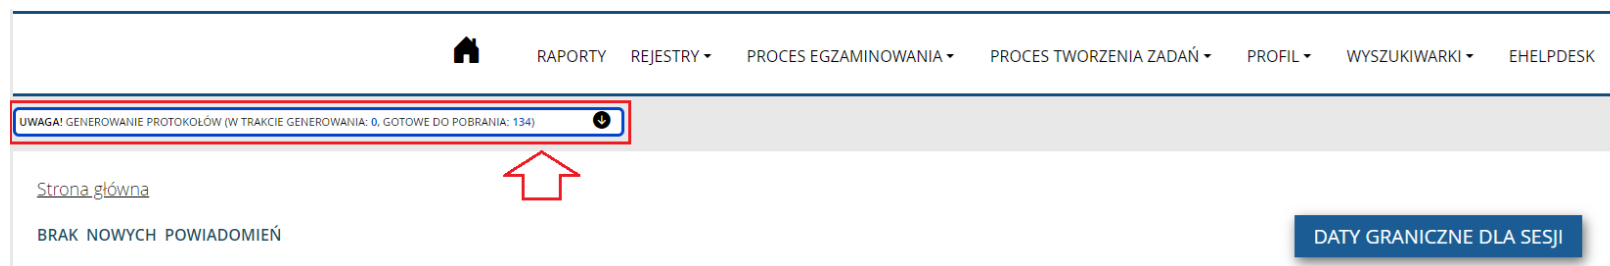 RAPORTY REJESTRY PROCES EGZAMINOWANIA PROCES TWORZENIA ZADAŃ PROFIL WYSZUKIWARKI EHELPDESK
UWAGA! GENEROWANIE PROTOKOŁÓW (W TRAKCIE GENEROWANIA: 0, GOTOWE DO POBRANIA: 134)
Strona główna
BRAK NOWYCH POWIADOMIEŃ
DATY GRANICZNE DLA SESJI